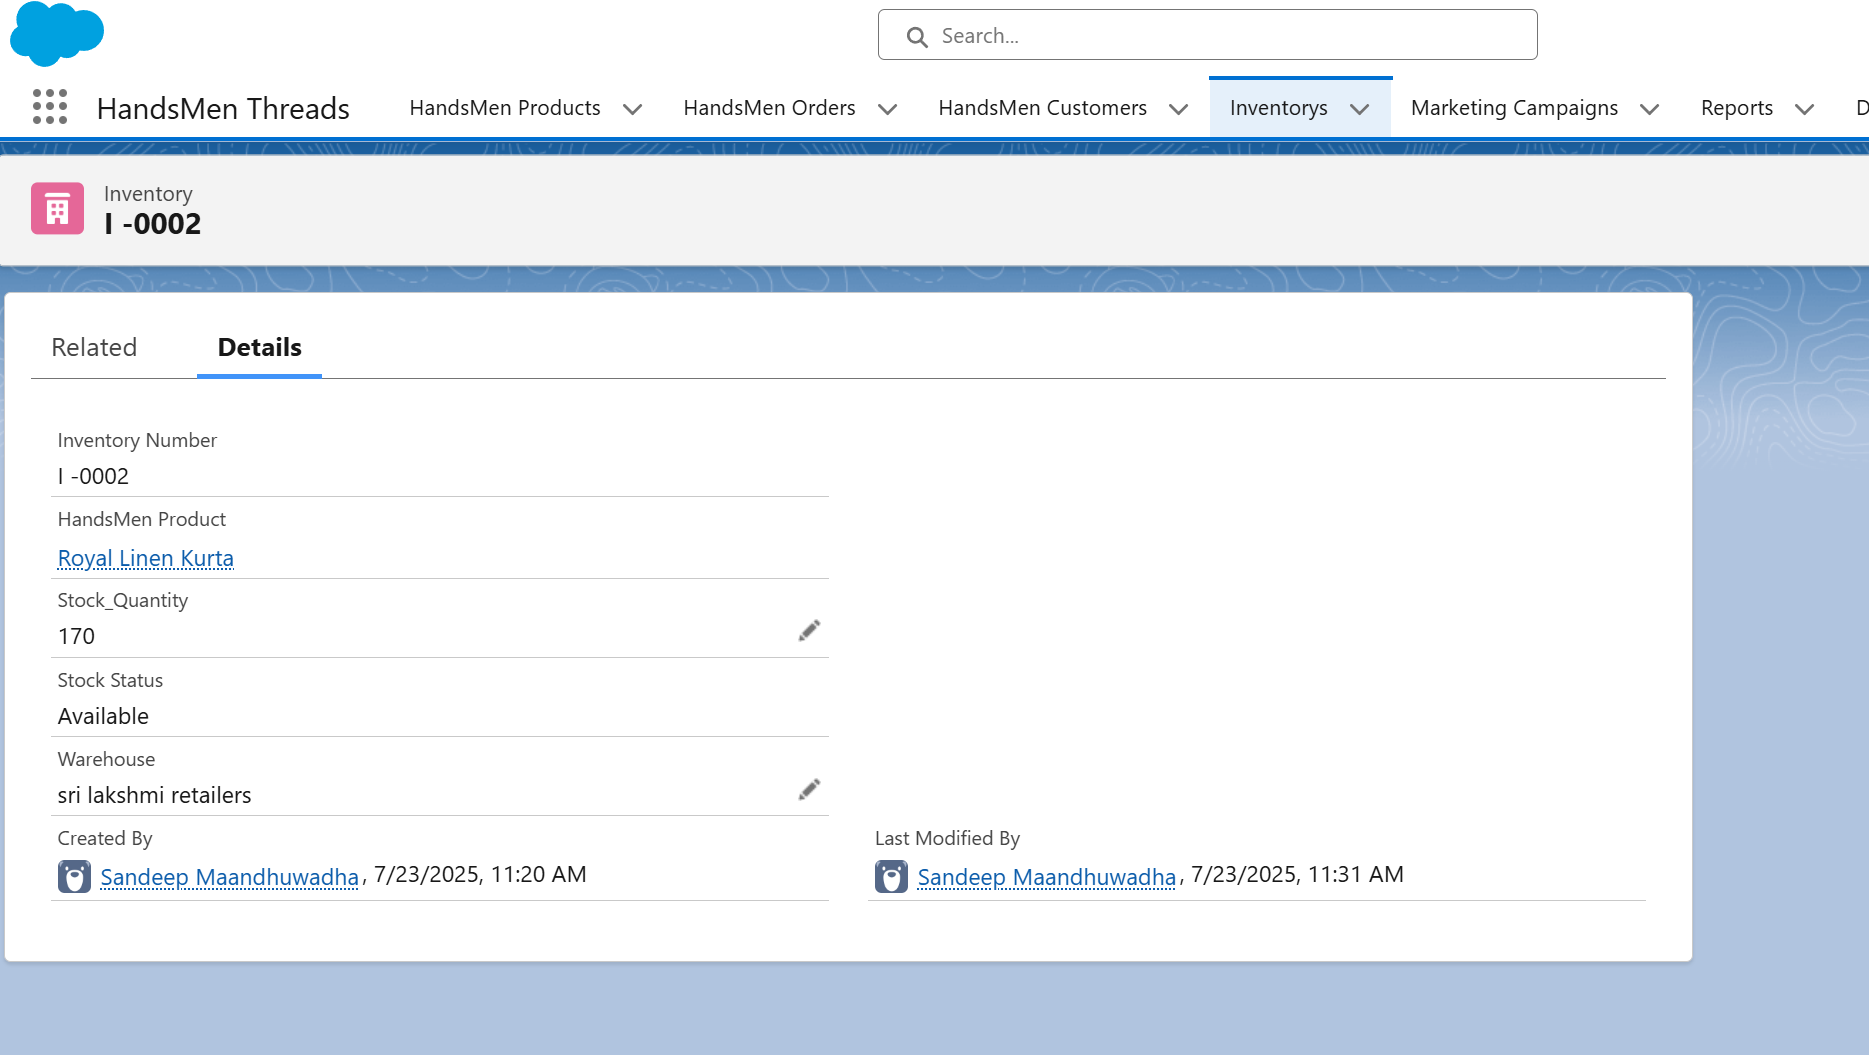 Search...
HandsMen Threads HandsMen Products HandsMen Orders HandsMen Customers Inventorys Marketing Campaigns Reports D
Inventory
I -0002
Related Details
Inventory Number
I -0002
HandsMen Product
Royal Linen Kurta
Stock_Quantity
170
Stock Status
Available
Warehouse
sri lakshmi retailers
Created By Last Modified By
Sandeep Maandhuwadha, 7/23/2025, 11:20 AM Sandeep Maandhuwadha, 7/23/2025, 11:31 AM